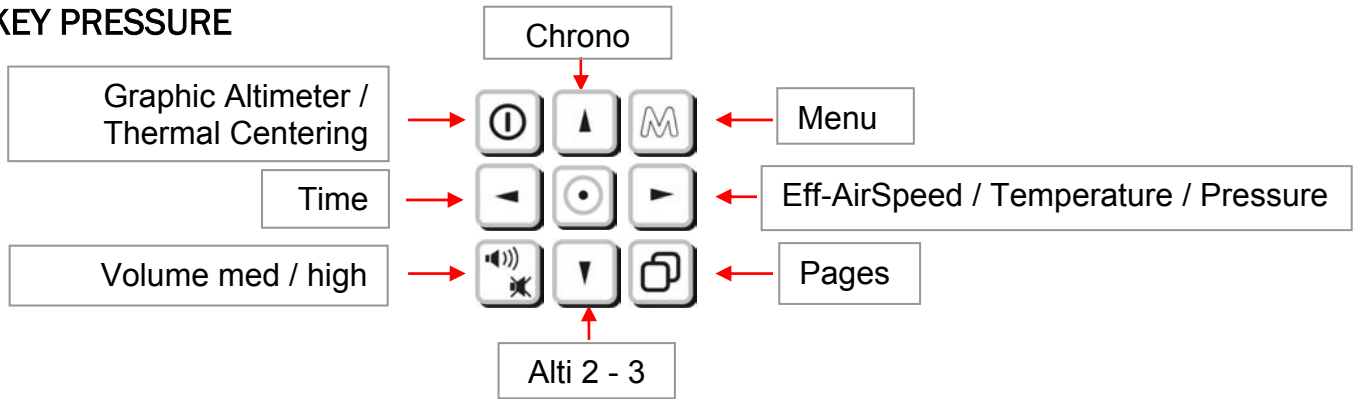 KEY PRESSURE
Chrono
Graphic Altimeter /
Thermal Centering
M
Menu
Time
Eff-AirSpeed / Temperature / Pressure
Volume med / high
Pages
Alti 2 - 3